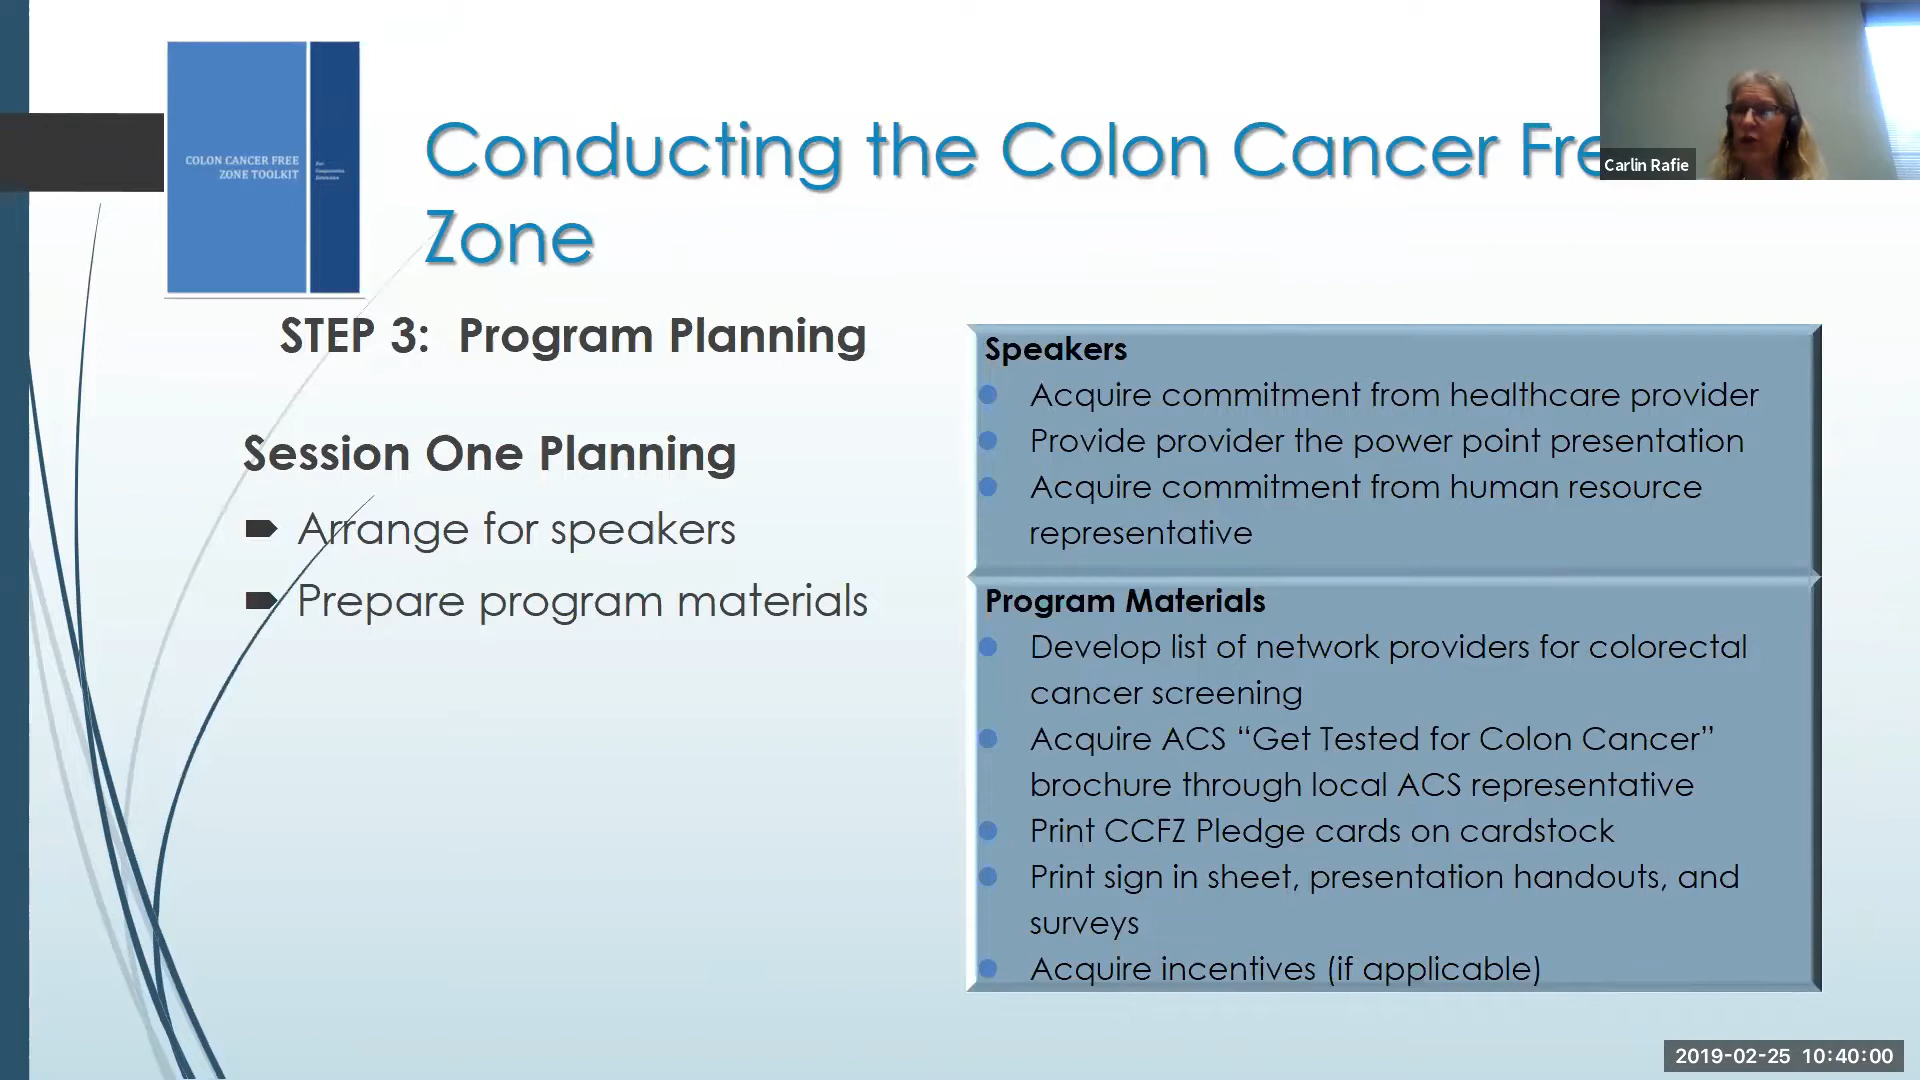 COLON CANCER FREE
ZONE TOOLKIT
For
Cooperative
Extension
Conducting the Colon Cancer Fre
Zone
Carlin Rafie
STEP 3: Program Planning
Session One Planning
Arrange for speakers
Prepare program materials
Speakers
Acquire commitment from healthcare provider
Provide provider the power point presentation
Acquire commitment from human resource
representative
Program Materials
Develop list of network providers for colorectal
cancer screening
Acquire ACS “Get Tested for Colon Cancer”
brochure through local ACS representative
Print CCFZ Pledge cards on cardstock
Print sign in sheet, presentation handouts, and
surveys
Acquire incentives (if applicable)
2019-02-25 10:40:00